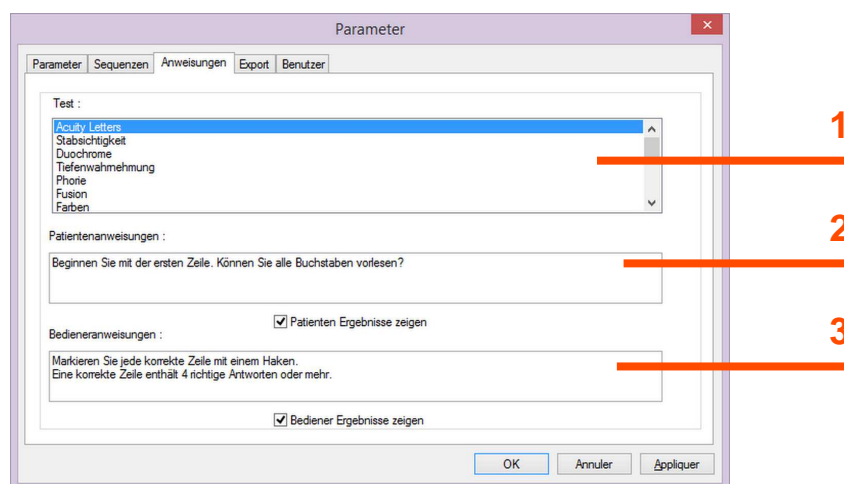 Parameter
Parameter Sequenzen Anweisungen Export Benutzer
Test :
Acuity Letters
Stabsichtigkeit
Duochrome
Tiefenwahrnehmung
Phorie
Fusion
Farben
1
Patientenanweisungen :
2
Beginnen Sie mit der ersten Zeile. Können Sie alle Buchstaben vorlesen?
Patienten Ergebnisse zeigen
Bedieneranweisungen :
3
Markieren Sie jede korrekte Zeile mit einem Haken.
Eine korrekte Zeile enthält 4 richtige Antworten oder mehr.
Bediener Ergebnisse zeigen
OK Annuler Appliquer